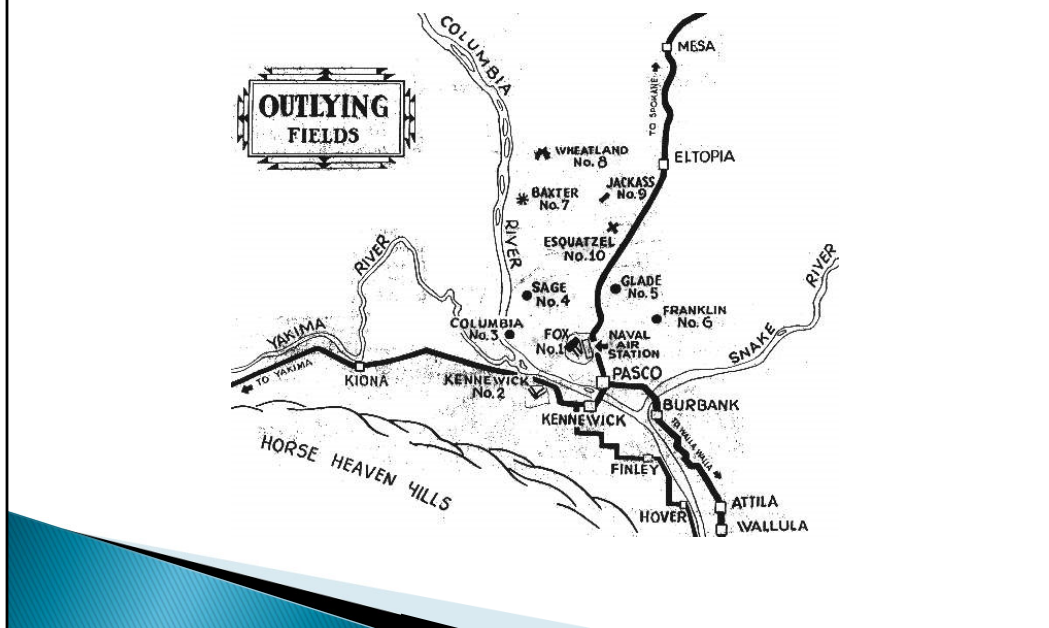 COLUMBIA
MESA
OUTLYING
FIELDS
TO SPOKANE
WHEATLAND
No. 8
ELTOPIA
BAXTER
No. 7
JACKASS
No. 9
RIVER
ESQUATZEL
No. 10
RIVER
RIVER
SAGE
No. 4
GLADE
No. 5
FRANKLIN
No. 6
COLUMBIA
No. 3
YAKIMA
FOX
No. 1
NAVAL
AIR
STATION
SNAKE
TO YAKIMA
KIONA
KENNEWICK
No. 2
PASCO
BURBANK
KENNEWICK
TO WALLA WALLA
HORSE HEAVEN HILLS
FINLEY
HOVER
ATTILA
WALLULA